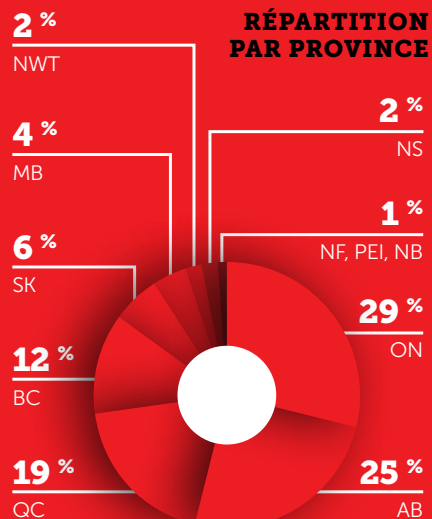 RÉPARTITION
PAR PROVINCE
2 %
NWT
4 %
MB
6 %
SK
12 %
BC
19 %
QC
2 %
NS
1 %
NF, PEI, NB
29 %
ON
25 %
AB